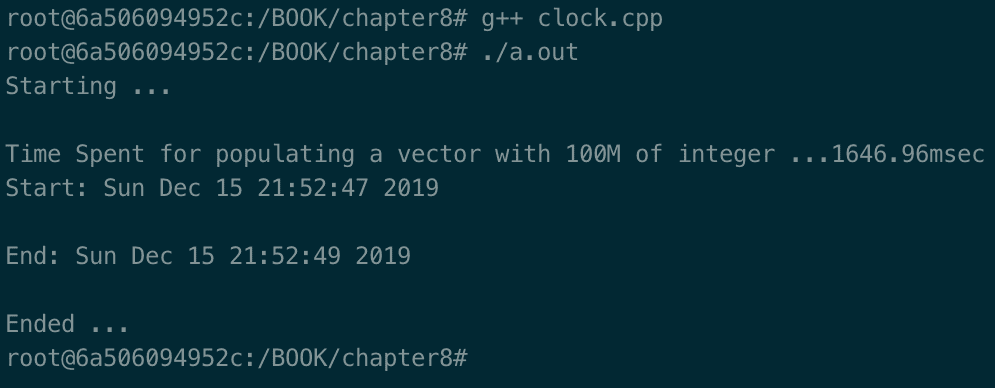 root@6a506094952c:/BOOK/chapter8# g++ clock.cpp
root@6a506094952c:/BOOK/chapter8# ./a.out
Starting ...
Time Spent for populating a vector with 100M of integer ...1646.96msec
Start: Sun Dec 15 21:52:47 2019
End: Sun Dec 15 21:52:49 2019
Ended ...
root@6a506094952c:/BOOK/chapter8#